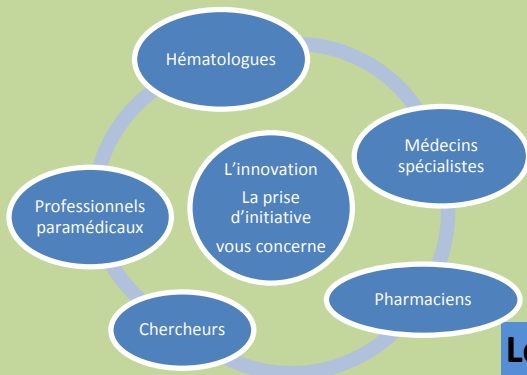 Hématologues
Médecins
spécialistes
L’innovation
La prise
d’initiative
vous concerne
Professionnels
paramédicaux
Pharmaciens
Chercheurs